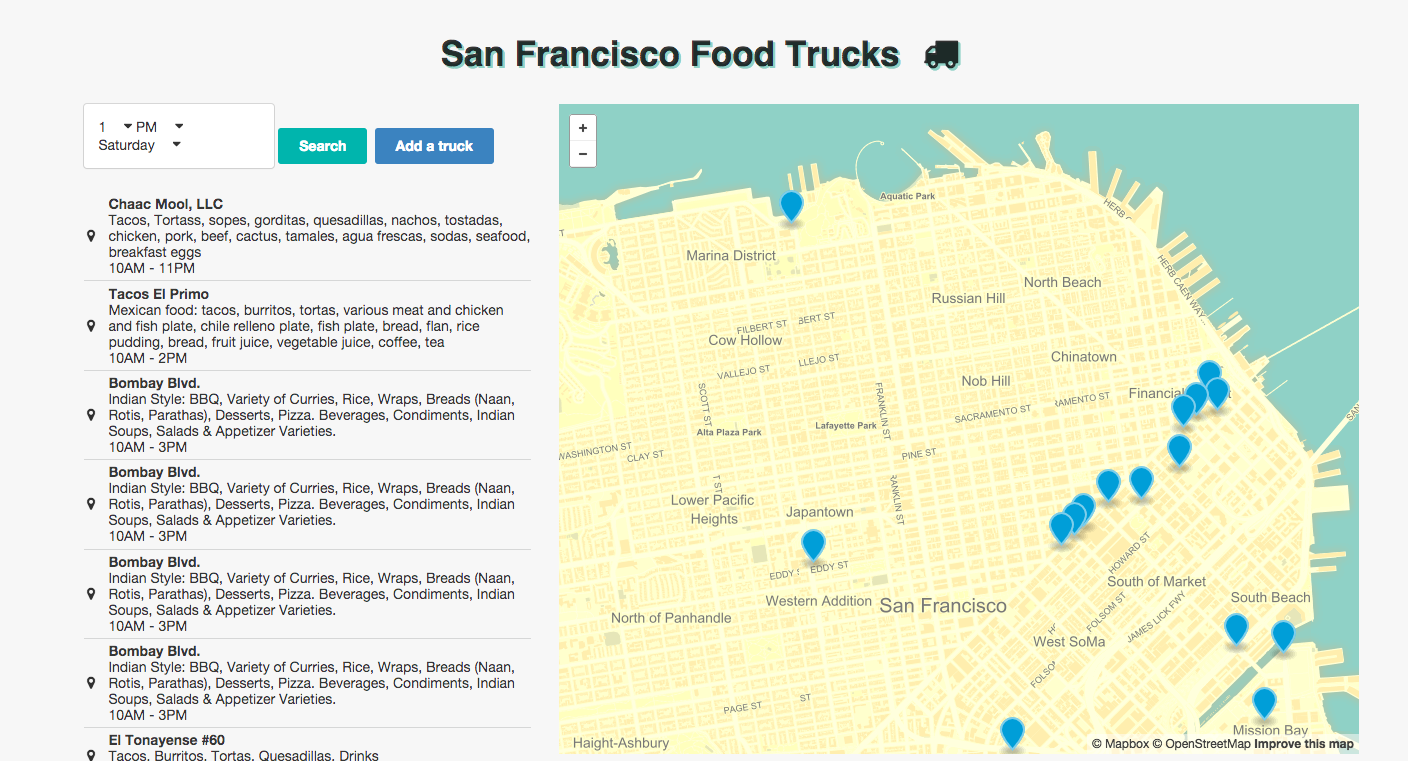 San Francisco Food Trucks
1 PM
Saturday
Search
Add a truck
Chaac Mool, LLC
Tacos, Tortass, sopes, gorditas, quesadillas, nachos, tostadas,
chicken, pork, beef, cactus, tamales, agua frescas, sodas, seafood,
breakfast eggs
10AM - 11PM
Tacos El Primo
Mexican food: tacos, burritos, tortas, various meat and chicken
and fish plate, chile relleno plate, fish plate, bread, flan, rice
pudding, bread, fruit juice, vegetable juice, coffee, tea
10AM - 2PM
Bombay Blvd.
Indian Style: BBQ, Variety of Curries, Rice, Wraps, Breads (Naan,
Rotis, Parathas), Desserts, Pizza. Beverages, Condiments, Indian
Soups, Salads & Appetizer Varieties.
10AM - 3PM
Bombay Blvd.
Indian Style: BBQ, Variety of Curries, Rice, Wraps, Breads (Naan,
Rotis, Parathas), Desserts, Pizza. Beverages, Condiments, Indian
Soups, Salads & Appetizer Varieties.
10AM - 3PM
Bombay Blvd.
Indian Style: BBQ, Variety of Curries, Rice, Wraps, Breads (Naan,
Rotis, Parathas), Desserts, Pizza. Beverages, Condiments, Indian
Soups, Salads & Appetizer Varieties.
10AM - 3PM
Bombay Blvd.
Indian Style: BBQ, Variety of Curries, Rice, Wraps, Breads (Naan,
Rotis, Parathas), Desserts, Pizza. Beverages, Condiments, Indian
Soups, Salads & Appetizer Varieties.
10AM - 3PM
El Tonayense #60
Tacos, Burritos, Tortas, Quesadillas, Drinks
+
−
Aquatic Park
HERB C
Marina District
HERB CAEN WAY...
North Beach
Russian Hill
FILBERT ST
BERT ST
Cow Hollow
Chinatown
LLEJO ST
VALLEJO ST
Nob Hill
SCOTT ST
FRANKLIN ST
Financial
t
RAMENTO ST
SACRAMENTO ST
SAN
Alta Plaza Park
Lafayette Park
WASHINGTON ST
CLAY ST
PINE ST
T ST
RANKLIN ST
Lower Pacific
Heights
Japantown
HOWARD ST
EDDY S
EDDY ST
South of Market
Western Addition
San Francisco
South Beach
FOLSOM ST
JAMES LICK FWY
North of Panhandle
West SoMa
FOLSO
ST
PAGE ST
Mission Bay
Haight-Ashbury
© Mapbox © OpenStreetMap Improve this map